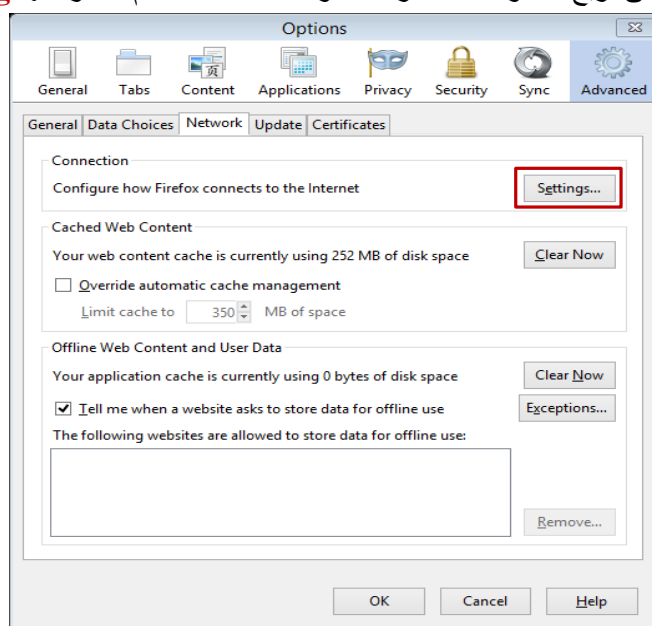 Options
General Tabs Content Applications Privacy Security Sync Advanced
页
General Data Choices Network Update Certificates
Connection
Configure how Firefox connects to the Internet Settings...
Cached Web Content
Your web content cache is currently using 252 MB of disk space Clear Now
Override automatic cache management
Limit cache to 350 MB of space
Offline Web Content and User Data
Your application cache is currently using 0 bytes of disk space Clear Now
Tell me when a website asks to store data for offline use Exceptions...
The following websites are allowed to store data for offline use:
Remove...
OK Cancel Help